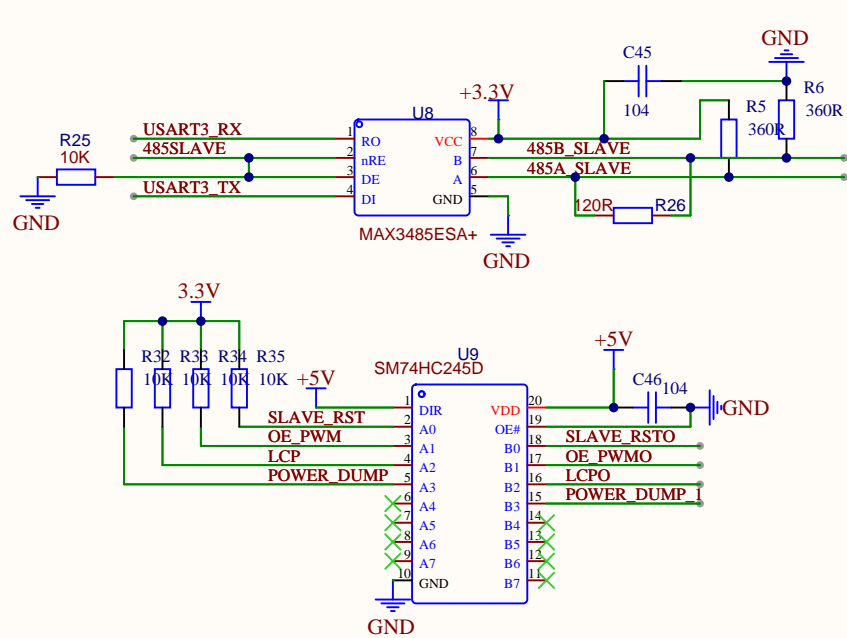 GND
C45
+3.3V
R6
U8
104
R5
360R
360R
USART3_RX
1
RO
VCC
8
R25
485SLAVE
2
nRE
B
7
485B_SLAVE
10K
3
DE
A
6
485A_SLAVE
USART3_TX
4
DI
GND
5
120R
R26
GND
MAX3485ESA+
GND
3.3V
+5V
U9
R32
R33
R34
R35
SM74HC245D
10K
10K
10K
10K
+5V
C46
104
GND
1
DIR
VDD
20
SLAVE_RST
2
A0
OE#
19
OE_PWM
3
A1
B0
18
SLAVE_RSTO
LCP
4
A2
B1
17
OE_PWMO
POWER_DUMP
5
A3
B2
16
LCPO
6
A4
B3
15
POWER_DUMP_1
7
A5
B4
14
8
A6
B5
13
9
A7
B6
12
10
GND
B7
11
GND